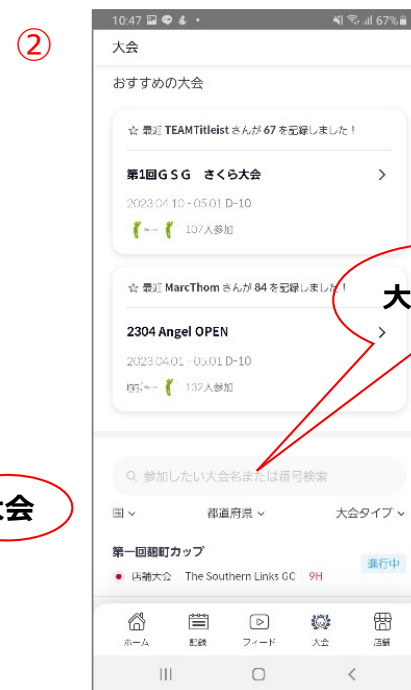 ②
10:47 67%
大会
おすすめの大会
☆ 最近 TEAMTitleist さんが 67 を記録しました！
第1回ＧＳＧ さくら大会
2023.04.10 - 05.01 D-10
107人参加
☆ 最近 MarcThom さんが 84 を記録しました！
大
2304 Angel OPEN
2023.04.01 - 05.01 D-10
132人参加
参加したい大会名または番号検索
大会
国 都道府県 大会タイプ
第一回麹町カップ
進行中
店舗大会 The Southern Links GC 9H
ホーム 記録 フィード 大会 店舗